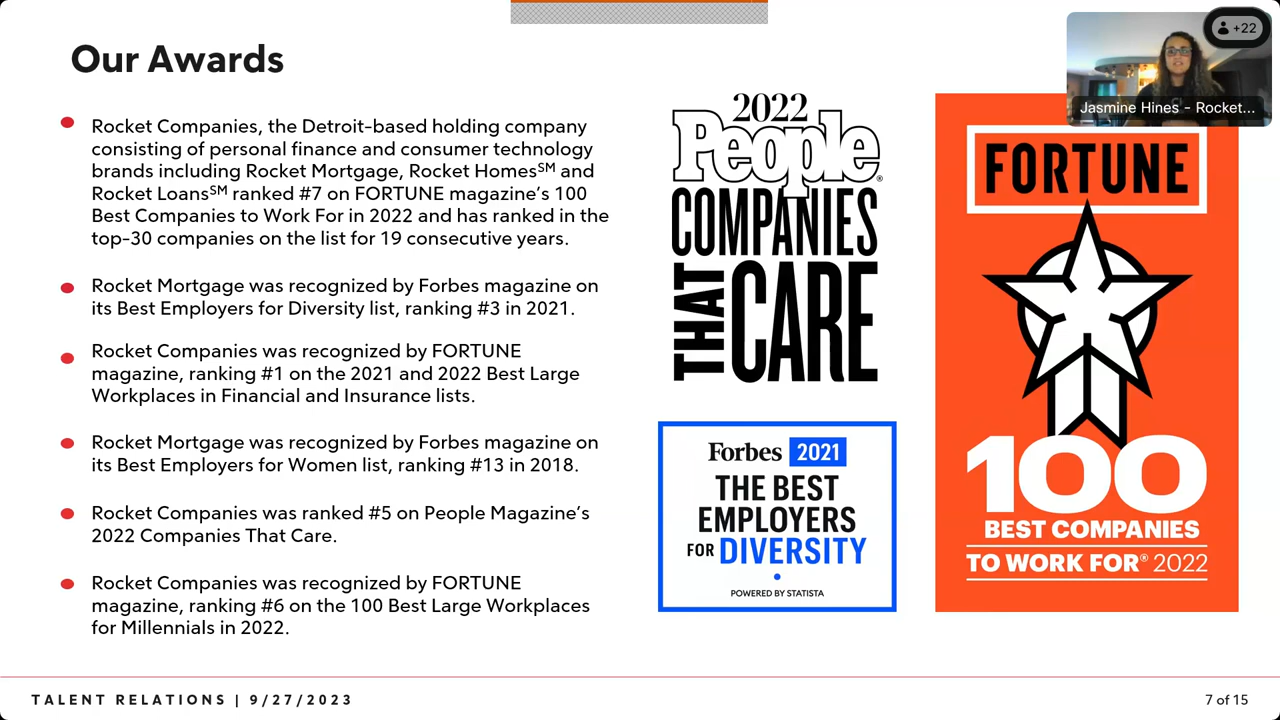 Our Awards
Rocket Companies, the Detroit-based holding company
consisting of personal finance and consumer technology
brands including Rocket Mortgage, Rocket Homes℠ and
Rocket Loans℠ ranked #7 on FORTUNE magazine's 100
Best Companies to Work For in 2022 and has ranked in the
top-30 companies on the list for 19 consecutive years.
Rocket Mortgage was recognized by Forbes magazine on
its Best Employers for Diversity list, ranking #3 in 2021.
Rocket Companies was recognized by FORTUNE
magazine, ranking #1 on the 2021 and 2022 Best Large
Workplaces in Financial and Insurance lists.
Rocket Mortgage was recognized by Forbes magazine on
its Best Employers for Women list, ranking #13 in 2018.
Rocket Companies was ranked #5 on People Magazine's
2022 Companies That Care.
Rocket Companies was recognized by FORTUNE
magazine, ranking #6 on the 100 Best Large Workplaces
for Millennials in 2022.
2022
People®
COMPANIES
THAT CARE
Forbes 2021
THE BEST
EMPLOYERS
FOR DIVERSITY
POWERED BY STATISTA
+22
Jasmine Hines - Rocket...
FORTUNE
100
BEST COMPANIES
TO WORK FOR® 2022
TALENT RELATIONS | 9/27/2023
7 of 15